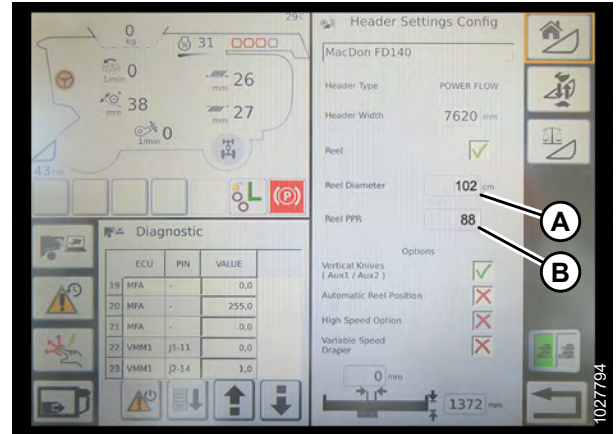 29c
0
kg
31
0
1/min
26
mm
38
mm
27
mm
0
1/min
43
L
(P)
Diagnostic
ECU PIN VALUE
19 MFA - 0,0
20 MFA - 255,0
21 MFA - 0,0
22 VMM1 J1-11 0,0
23 VMM1 J2-14 1,0
Header Settings Config
MacDon FD140
Header Type POWER FLOW
Header Width 7620 mm
Reel
Reel Diameter 102 cm
Reel PPR 88
Options
Vertical Knives
( Aux1 / Aux2 )
Automatic Reel Position
High Speed Option
Variable Speed
Draper
0 mm
1372 mm
A
B
1027794